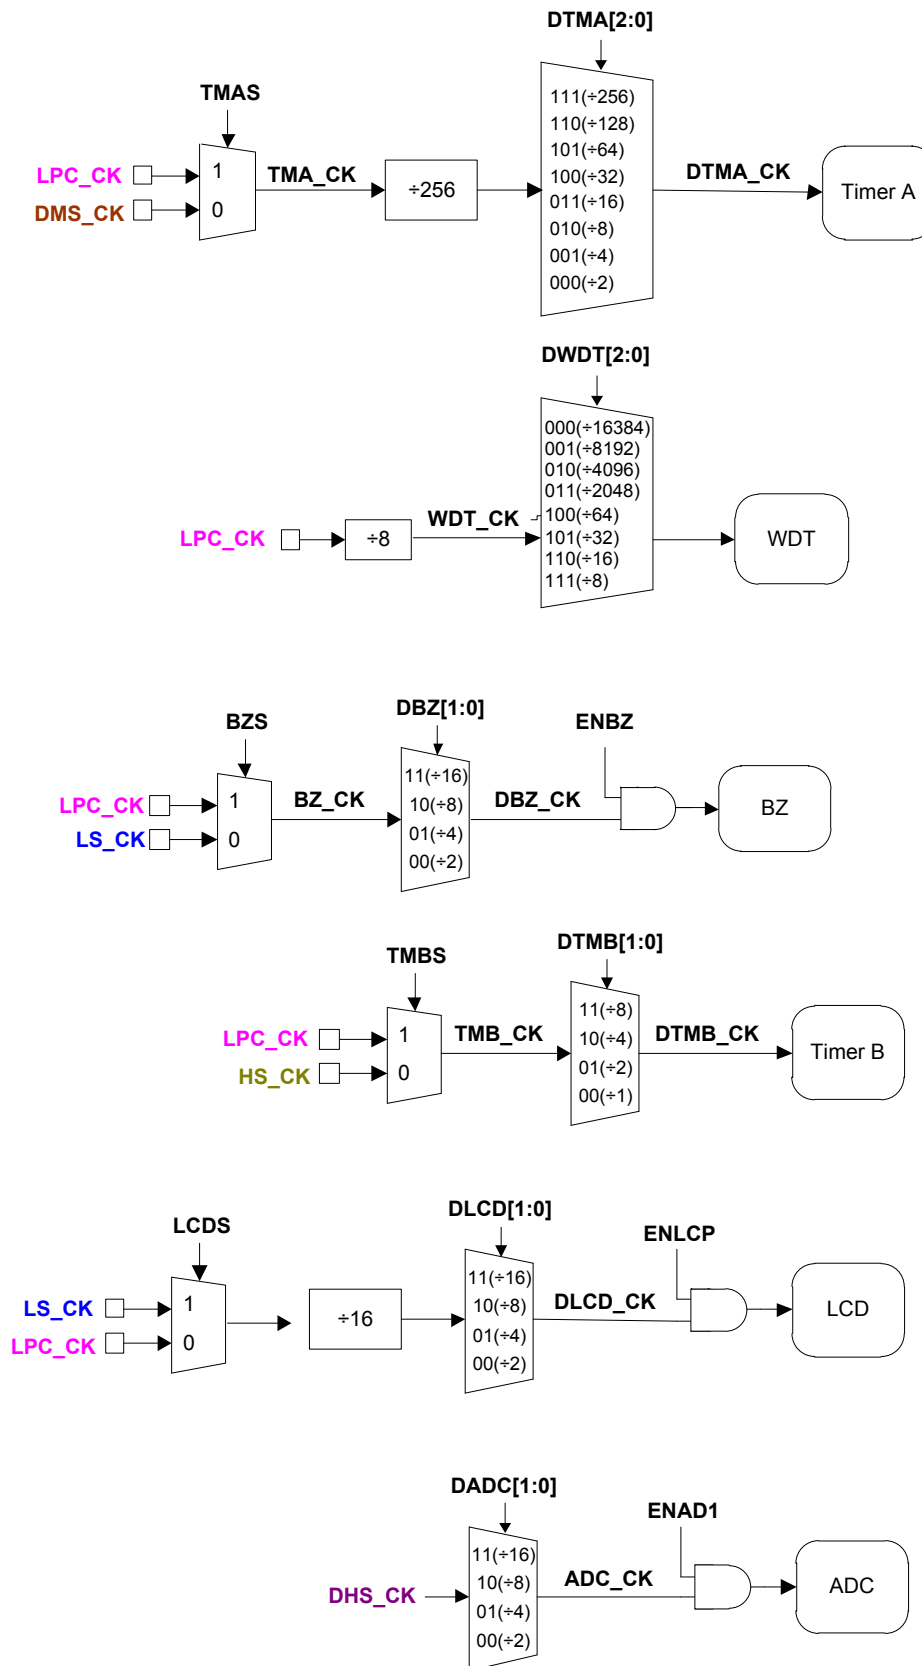 DTMA[2:0]
TMAS
111(÷256)
110(÷128)
101(÷64)
100(÷32)
011(÷16)
010(÷8)
001(÷4)
000(÷2)
LPC_CK
1
DMS_CK
0
TMA_CK
÷256
DTMA_CK
Timer A
DWDT[2:0]
000(÷16384)
001(÷8192)
010(÷4096)
011(÷2048)
100(÷64)
101(÷32)
110(÷16)
111(÷8)
LPC_CK
÷8
WDT_CK
WDT
BZS
DBZ[1:0]
ENBZ
LPC_CK
1
LS_CK
0
BZ_CK
11(÷16)
10(÷8)
01(÷4)
00(÷2)
DBZ_CK
BZ
TMBS
DTMB[1:0]
LPC_CK
1
HS_CK
0
TMB_CK
11(÷8)
10(÷4)
01(÷2)
00(÷1)
DTMB_CK
Timer B
LCDS
DLCD[1:0]
ENLCP
LS_CK
1
LPC_CK
0
÷16
11(÷16)
10(÷8)
01(÷4)
00(÷2)
DLCD_CK
LCD
DADC[1:0]
ENAD1
DHS_CK
11(÷16)
10(÷8)
01(÷4)
00(÷2)
ADC_CK
ADC